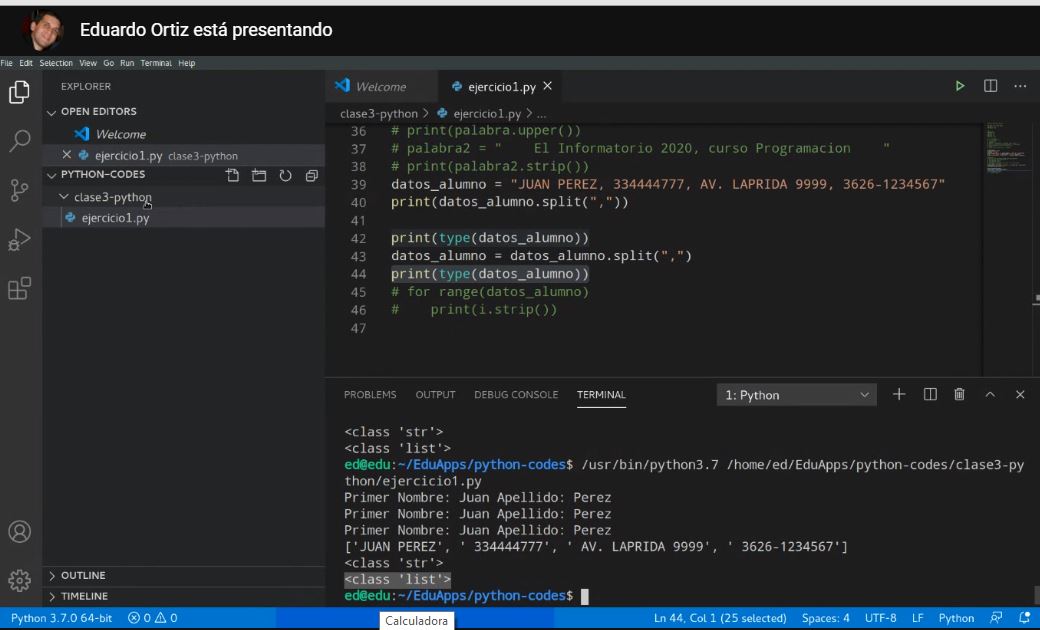 Eduardo Ortiz está presentando
File Edit Selection View Go Run Terminal Help
EXPLORER
OPEN EDITORS
Welcome
ejercicio1.py clase3-python
PYTHON-CODES
clase3-python
ejercicio1.py
OUTLINE
TIMELINE
Welcome
ejercicio1.py
clase3-python > ejercicio1.py > ...
36 # print(palabra.upper())
37 # palabra2 = "    El Informatorio 2020, curso Programacion    "
38 # print(palabra2.strip())
39 datos_alumno = "JUAN PEREZ, 334444777, AV. LAPRIDA 9999, 3626-1234567"
40 print(datos_alumno.split(","))
41
42 print(type(datos_alumno))
43 datos_alumno = datos_alumno.split(",")
44 print(type(datos_alumno))
45 # for range(datos_alumno)
46 #    print(i.strip())
47
PROBLEMS OUTPUT DEBUG CONSOLE TERMINAL 1: Python
<class 'str'>
<class 'list'>
ed@edu:~/EduApps/python-codes$ /usr/bin/python3.7 /home/ed/EduApps/python-codes/clase3-py
thon/ejercicio1.py
Primer Nombre: Juan Apellido: Perez
Primer Nombre: Juan Apellido: Perez
Primer Nombre: Juan Apellido: Perez
['JUAN PEREZ', ' 334444777', ' AV. LAPRIDA 9999', ' 3626-1234567']
<class 'str'>
<class 'list'>
ed@edu:~/EduApps/python-codes$
Python 3.7.0 64-bit 0 0 Ln 44, Col 1 (25 selected) Spaces: 4 UTF-8 LF Python
Calculadora